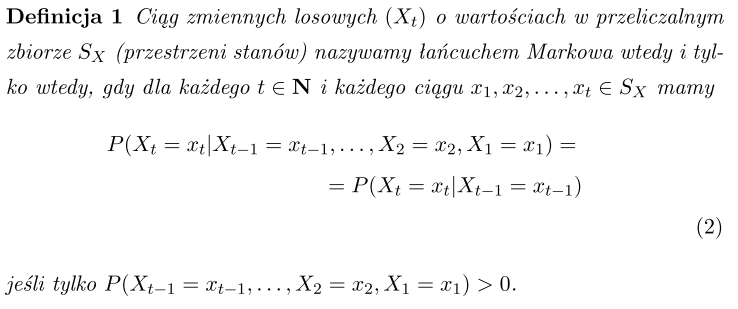 Definicja 1 Ciąg zmiennych losowych (X_t) o wartościach w przeliczalnym
zbiorze S_X (przestrzeni stanów) nazywamy łańcuchem Markowa wtedy i tyl-
ko wtedy, gdy dla każdego t ∈ N i każdego ciągu x_1, x_2, . . . , x_t ∈ S_X mamy
P(X_t = x_t|X_{t−1} = x_{t−1}, . . . , X_2 = x_2, X_1 = x_1) =
= P(X_t = x_t|X_{t−1} = x_{t−1})
(2)
jeśli tylko P(X_{t−1} = x_{t−1}, . . . , X_2 = x_2, X_1 = x_1) > 0.